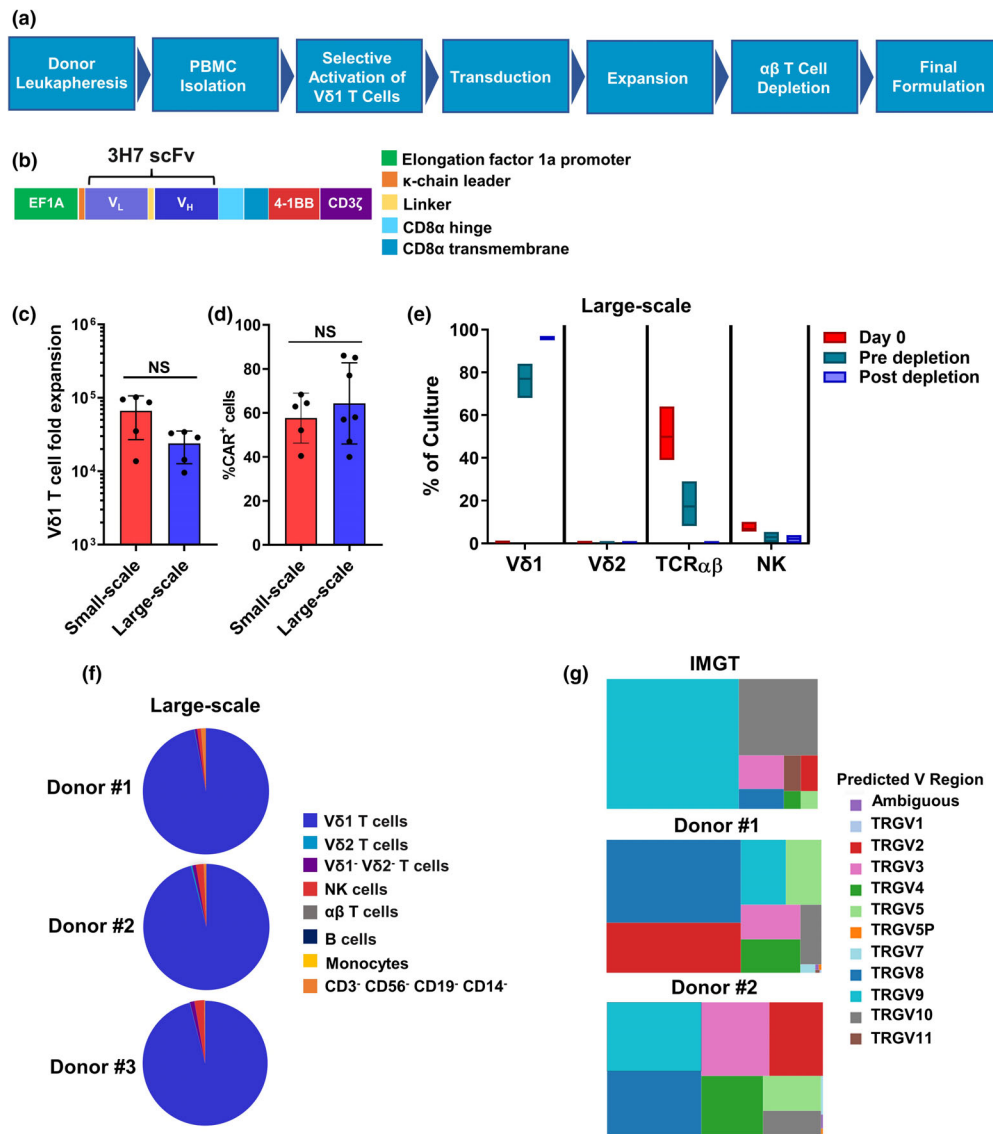 (a)
Donor
Leukapheresis
PBMC
Isolation
Selective
Activation of
Vδ1 T Cells
Transduction
Expansion
αβ T Cell
Depletion
Final
Formulation
(b)
3H7 scFv
EF1A
VL
VH
4-1BB
CD3ζ
Elongation factor 1a promoter
κ-chain leader
Linker
CD8α hinge
CD8α transmembrane
(c)
Vδ1 T cell fold expansion
10⁶
10⁵
10⁴
10³
NS
Small-scale
Large-scale
(d)
%CAR⁺ cells
100
80
60
40
20
0
NS
Small-scale
Large-scale
(e)
Large-scale
% of Culture
100
80
60
40
20
0
Vδ1
Vδ2
TCRαβ
NK
Day 0
Pre depletion
Post depletion
(f)
Large-scale
Donor #1
Donor #2
Donor #3
Vδ1 T cells
Vδ2 T cells
Vδ1⁻ Vδ2⁻ T cells
NK cells
αβ T cells
B cells
Monocytes
CD3⁻ CD56⁻ CD19⁻ CD14⁻
(g)
IMGT
Donor #1
Donor #2
Predicted V Region
Ambiguous
TRGV1
TRGV2
TRGV3
TRGV4
TRGV5
TRGV5P
TRGV7
TRGV8
TRGV9
TRGV10
TRGV11